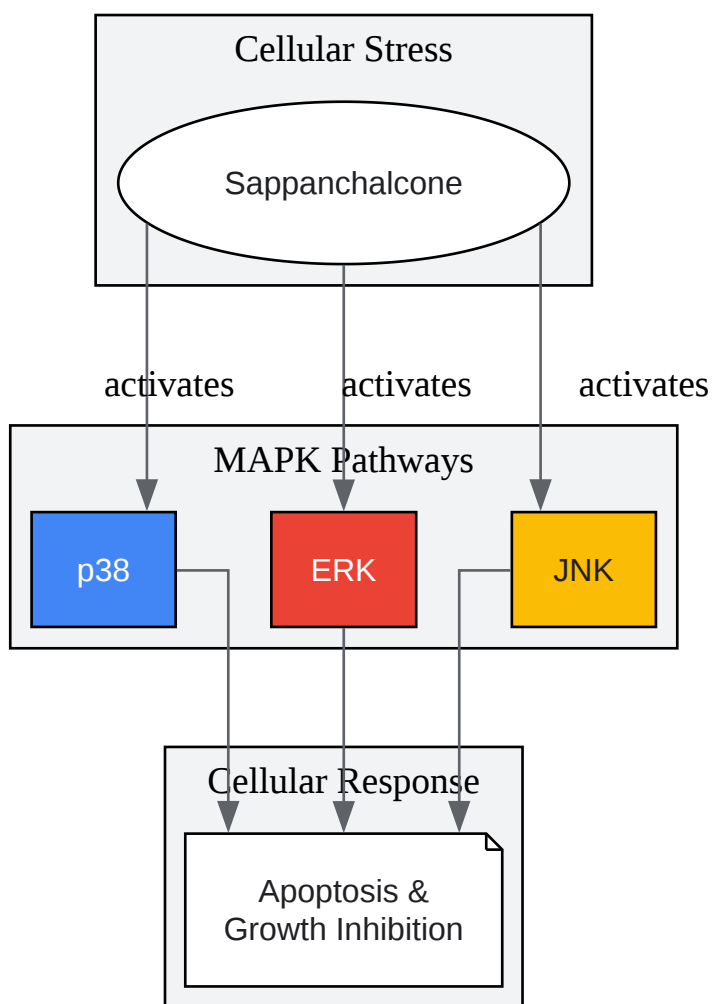 Cellular Stress
Sappanchalcone
activates
activates
activates
MAPK Pathways
p38
ERK
JNK
Cellular Response
Apoptosis &
Growth Inhibition